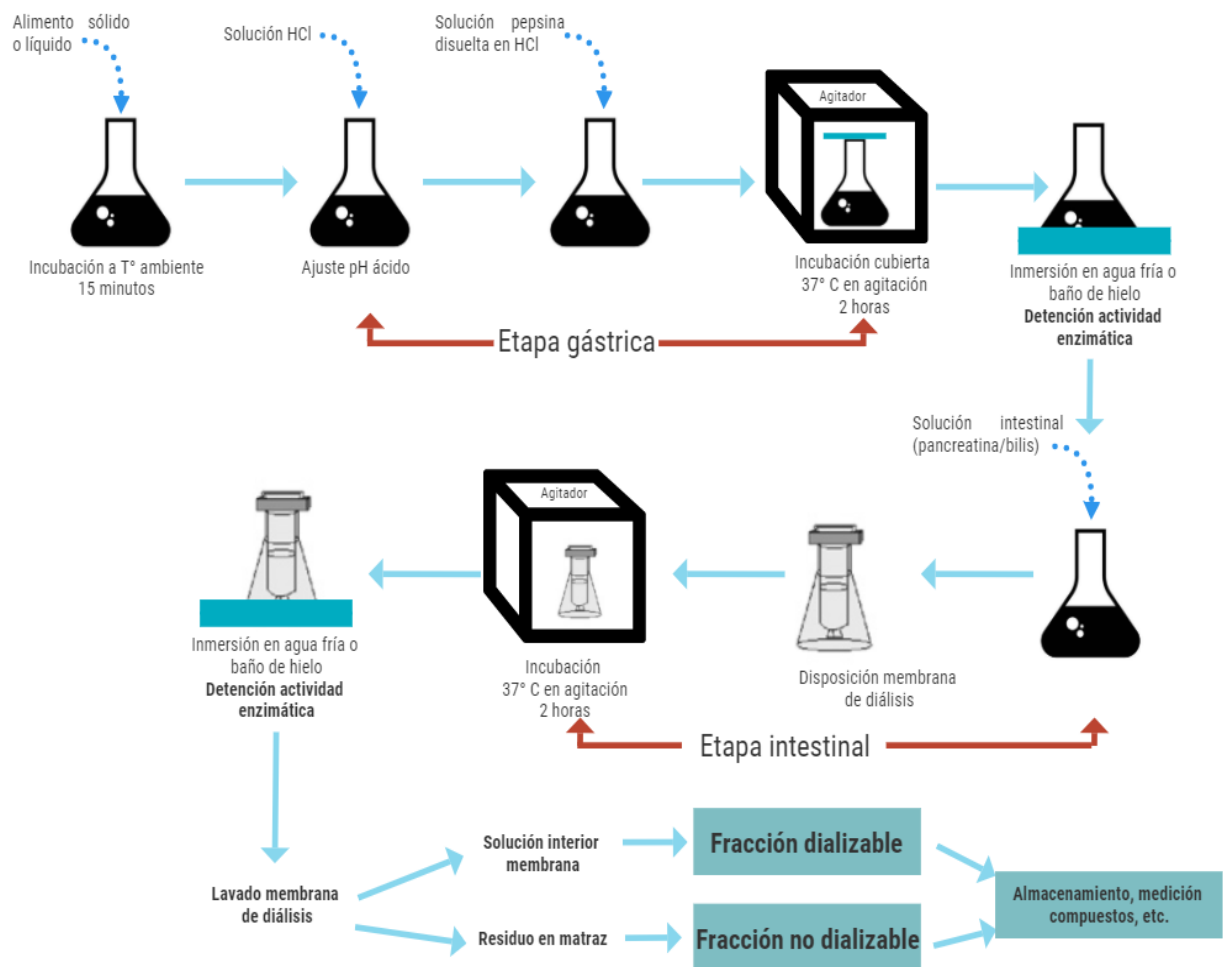 Alimento sólido
o líquido
Solución HCl
Solución pepsina
disuelta en HCl
Agitador
Incubación a T° ambiente
15 minutos
Ajuste pH ácido
Incubación cubierta
37° C en agitación
2 horas
Inmersión en agua fría o
baño de hielo
Detención actividad
enzimática
Etapa gástrica
Solución intestinal
(pancreatina/bilis)
Agitador
Inmersión en agua fría o
baño de hielo
Detención actividad
enzimática
Incubación
37° C en agitación
2 horas
Disposición membrana
de diálisis
Etapa intestinal
Lavado membrana
de diálisis
Solución interior
membrana
Fracción dializable
Residuo en matraz
Fracción no dializable
Almacenamiento, medición
compuestos, etc.